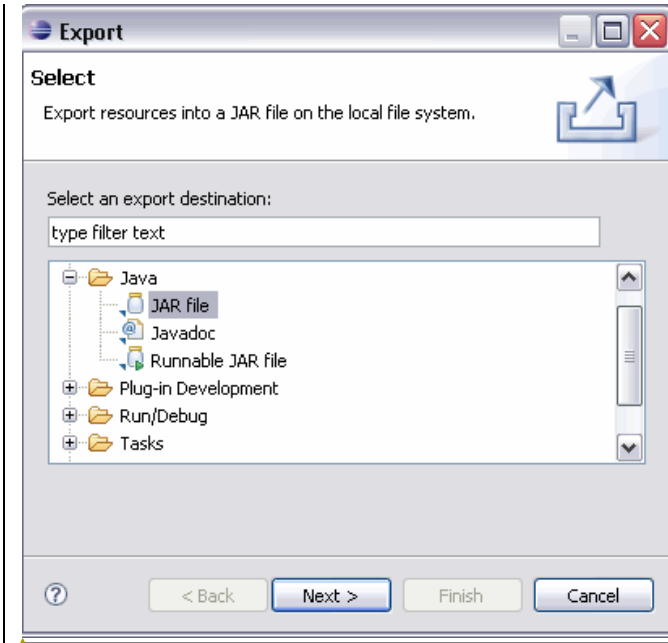 Export
Select
Export resources into a JAR file on the local file system.
Select an export destination:
type filter text
Java
JAR file
Javadoc
Runnable JAR file
Plug-in Development
Run/Debug
Tasks
< Back Next > Finish Cancel